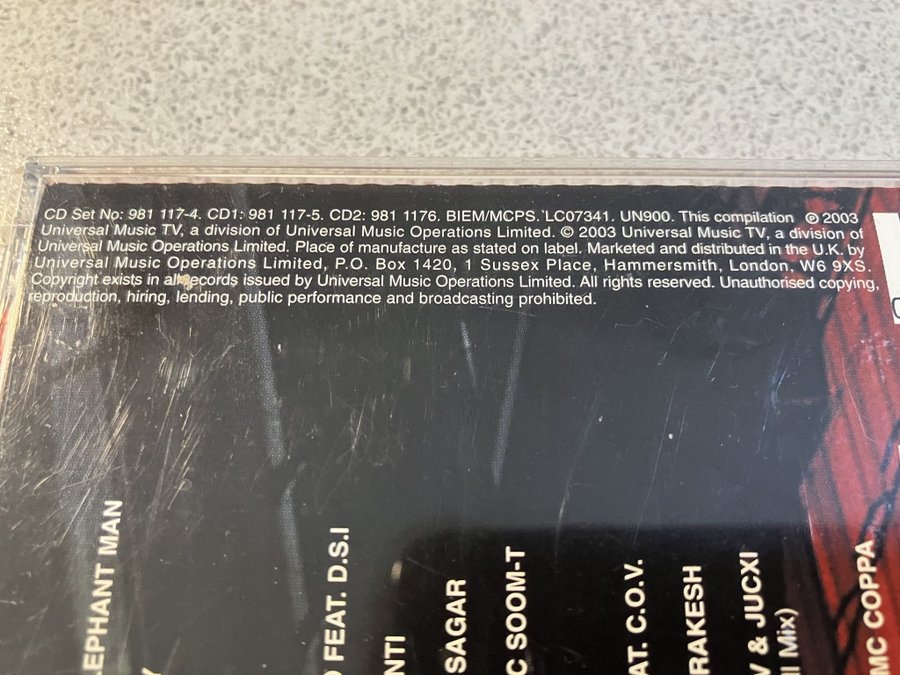 CD Set No: 981 117-4. CD1: 981 117-5. CD2: 981 1176. BIEM/MCPS. LC07341. UN900. This compilation ℗ 2003
Universal Music TV, a division of Universal Music Operations Limited. © 2003 Universal Music TV, a division of
Universal Music Operations Limited. Place of manufacture as stated on label. Marketed and distributed in the U.K. by
Universal Music Operations Limited, P.O. Box 1420, 1 Sussex Place, Hammersmith, London, W6 9XS.
Copyright exists in all records issued by Universal Music Operations Limited. All rights reserved. Unauthorised copying,
reproduction, hiring, lending, public performance and broadcasting prohibited.
EPHANT MAN
Y
FEAT. D.S.I
NTI
SAGAR
C SOOM-T
AT. C.O.V.
RAKESH
V & JUCXI
I Mix)
MC COPPA